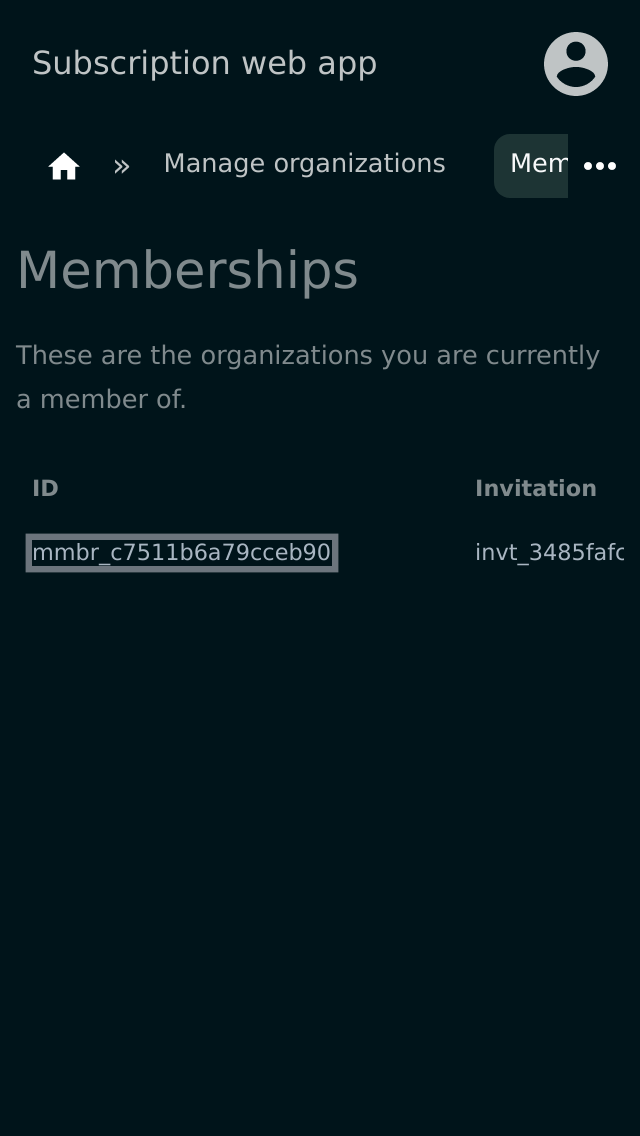 Subscription web app
» Manage organizations Mem
Memberships
These are the organizations you are currently
a member of.
ID Invitation
mmbr_c7511b6a79cceb90 invt_3485fafc